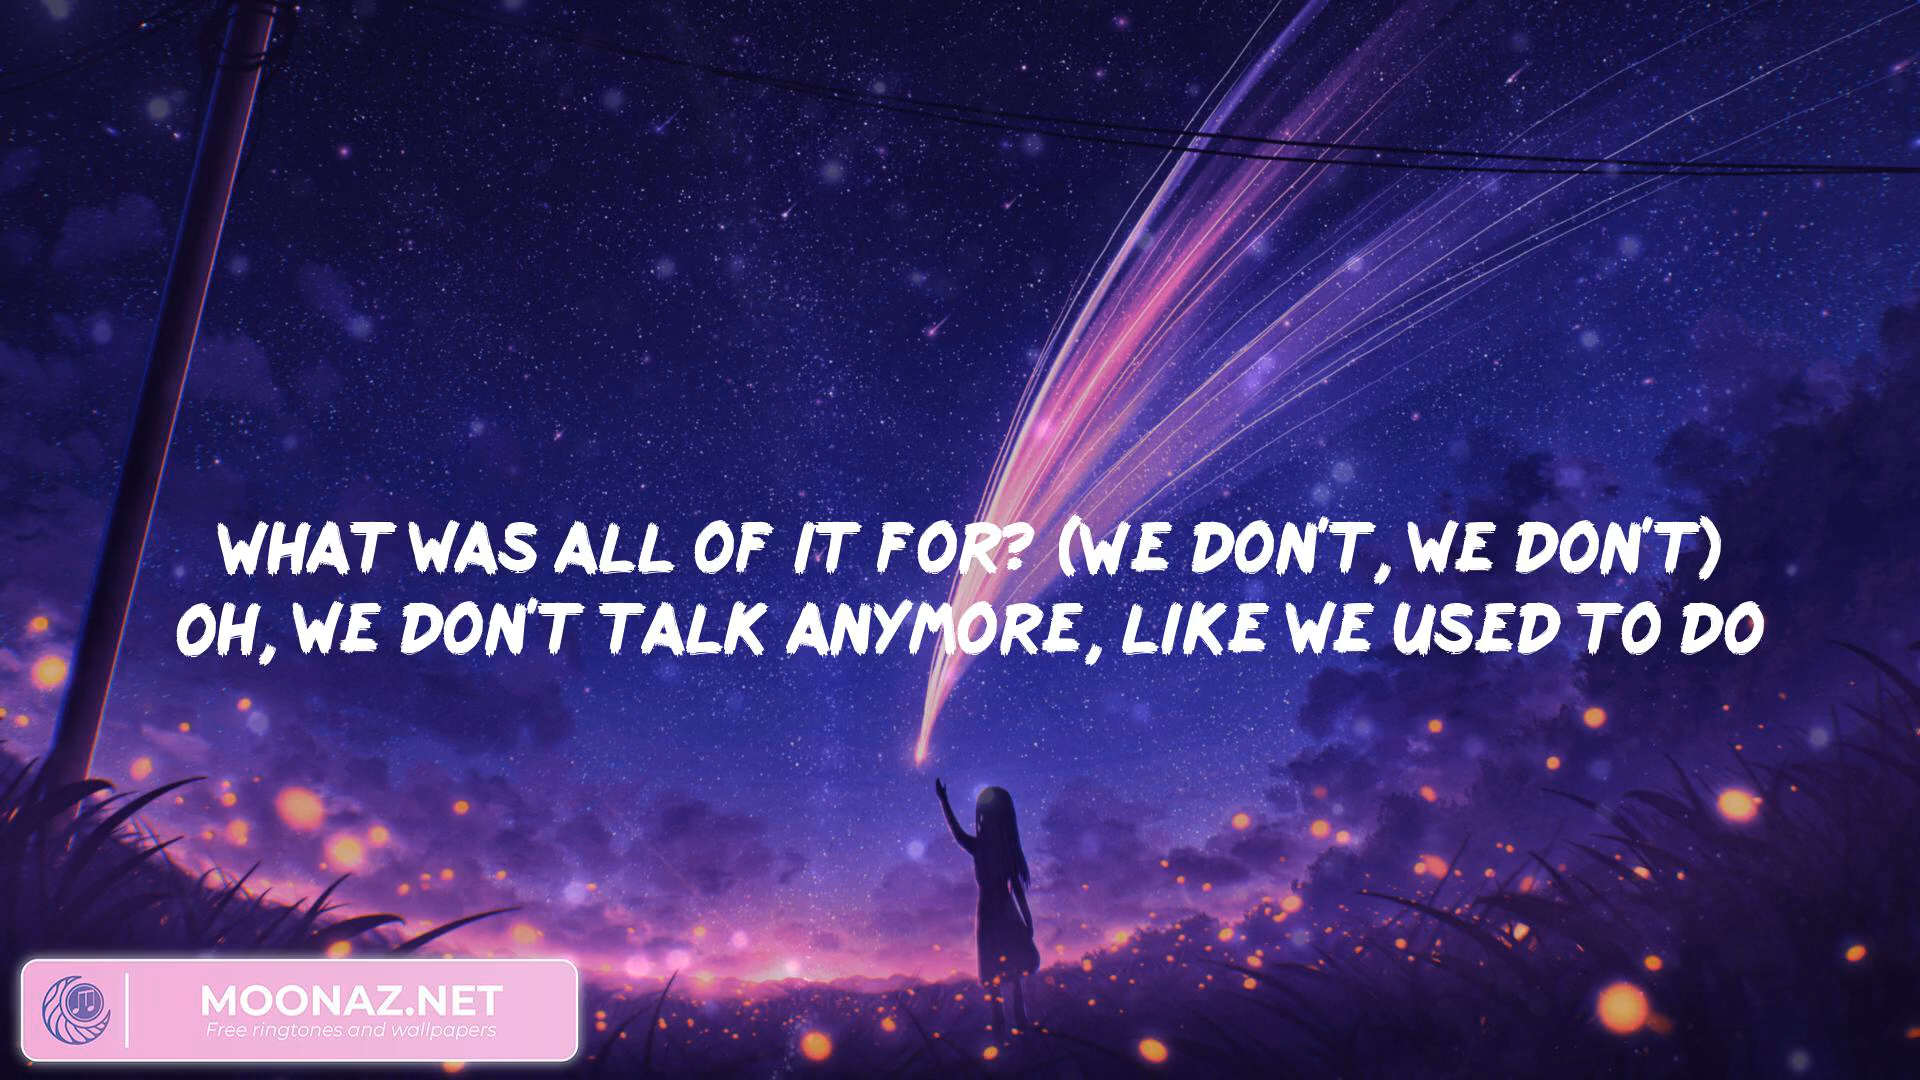 WHAT WAS ALL OF IT FOR? (WE DON'T, WE DON'T)
OH, WE DON'T TALK ANYMORE, LIKE WE USED TO DO
MOONAZ.NET
Free ringtones and wallpapers